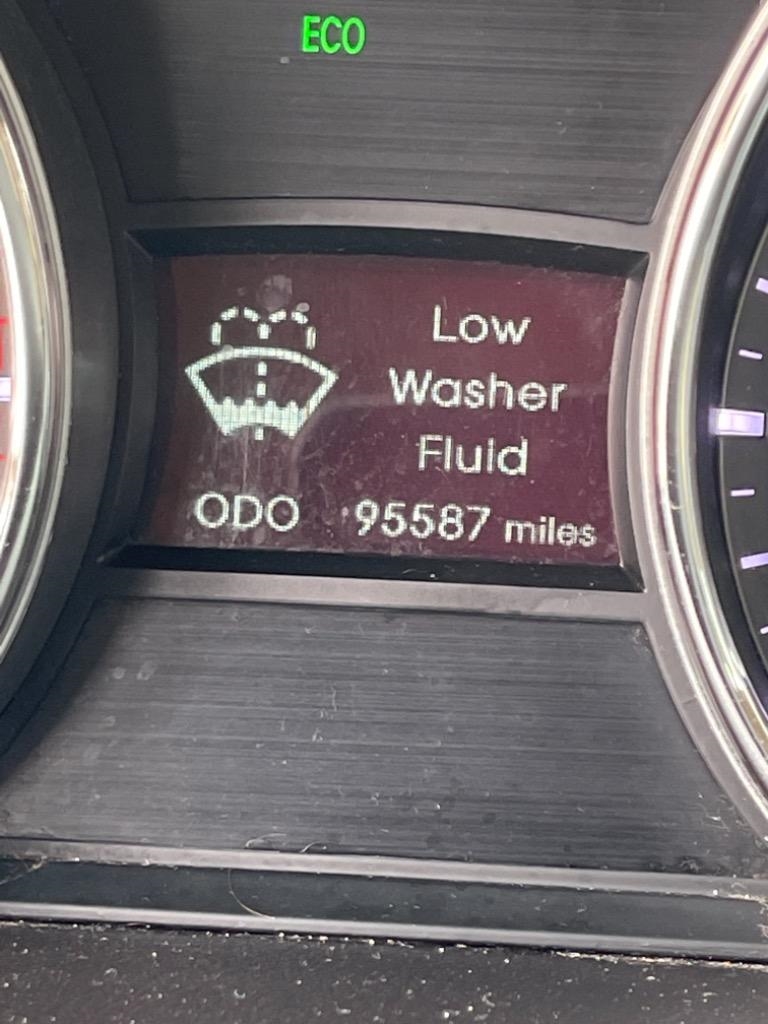 ECO
Low
Washer
Fluid
ODO 95587 miles